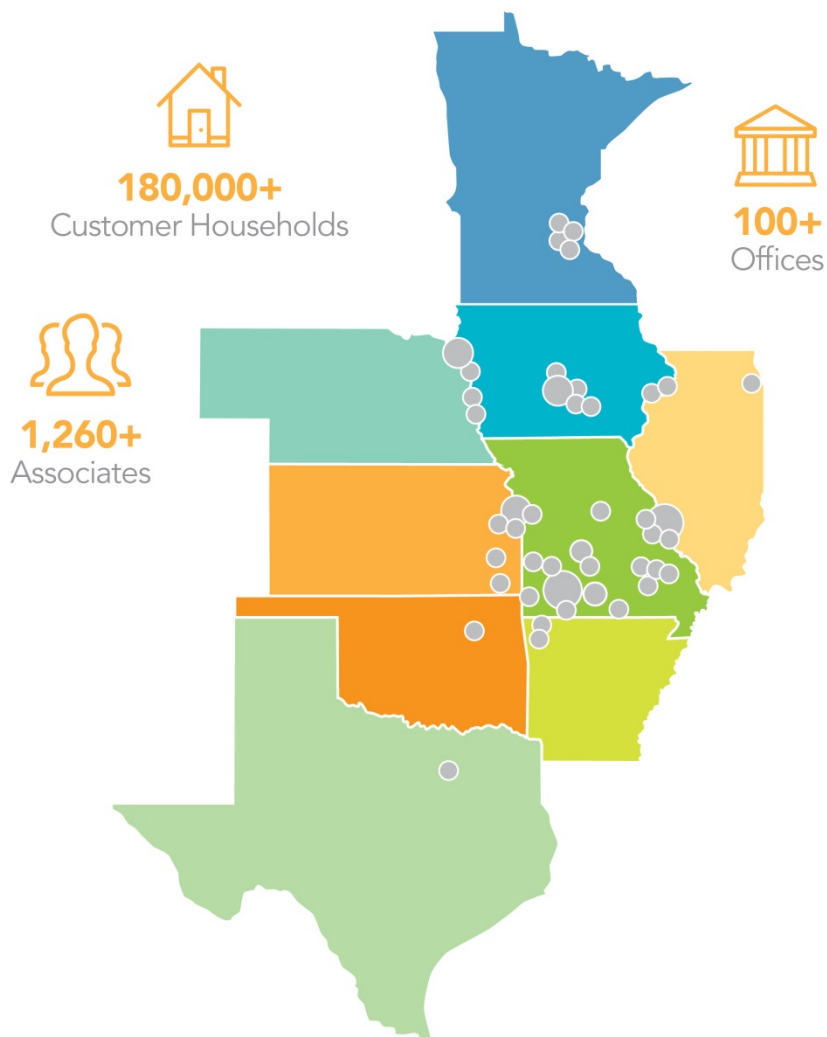 180,000+
Customer Households
100+
Offices
1,260+
Associates